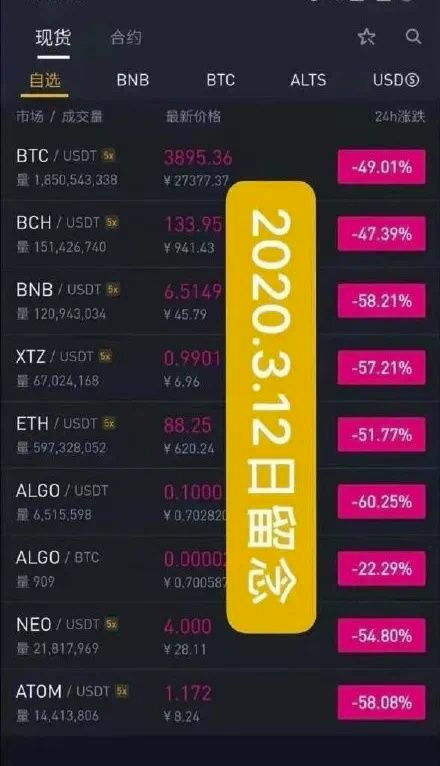 现货 合约
自选 BNB BTC ALTS USDⓈ
市场 / 成交量 最新价格 24h涨跌
BTC / USDT 5x 3895.36 -49.01%
量 1,850,543,338 ¥ 27377.37
BCH / USDT 5x 133.95 -47.39%
量 151,426,740 ¥ 941.43
BNB / USDT 5x 6.5149 -58.21%
量 120,943,034 ¥ 45.79
XTZ / USDT 5x 0.9901 -57.21%
量 67,024,168 ¥ 6.96
ETH / USDT 5x 88.25 -51.77%
量 597,328,052 ¥ 620.24
ALGO / USDT 0.1000 -60.25%
量 6,515,598 ¥ 0.702820
ALGO / BTC 0.00002 -22.29%
量 909 ¥ 0.700587
NEO / USDT 5x 4.000 -54.80%
量 21,817,969 ¥ 28.11
ATOM / USDT 5x 1.172 -58.08%
量 14,413,806 ¥ 8.24
2020.3.12日留念